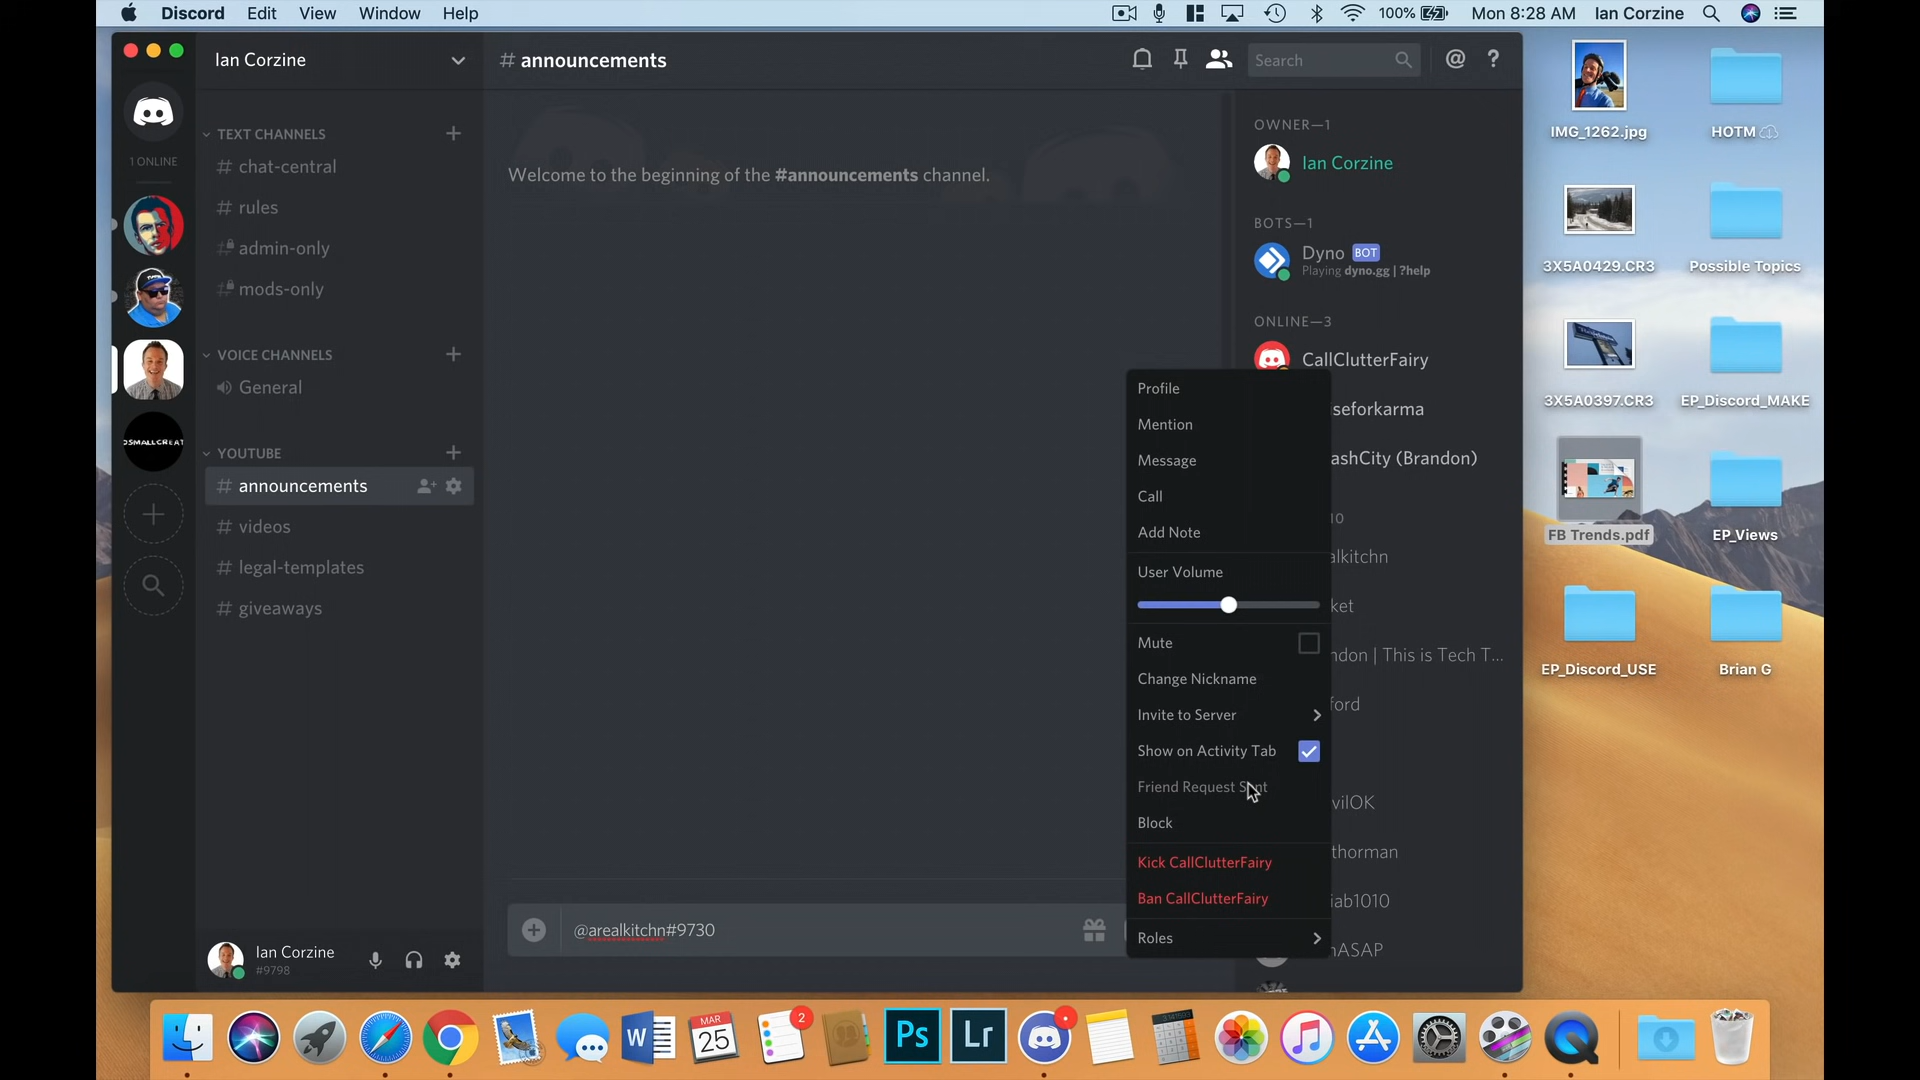 Discord Edit View Window Help
100% Mon 8:28 AM Ian Corzine
Ian Corzine
# announcements
Search
@ ?
1 ONLINE
TEXT CHANNELS
# chat-central
# rules
# admin-only
# mods-only
VOICE CHANNELS
General
YOUTUBE
# announcements
# videos
# legal-templates
# giveaways
Ian Corzine
#9798
Welcome to the beginning of the #announcements channel.
@arealkitchn#9730
OWNER—1
Ian Corzine
BOTS—1
Dyno BOT
Playing dyno.gg | ?help
ONLINE—3
CallClutterFairy
seforkarma
ashCity (Brandon)
10
alkitchn
ket
ndon | This is Tech T...
ford
vilOK
thorman
iab1010
nASAP
Profile
Mention
Message
Call
Add Note
User Volume
Mute
Change Nickname
Invite to Server
Show on Activity Tab
Friend Request Sent
Block
Kick CallClutterFairy
Ban CallClutterFairy
Roles
IMG_1262.jpg
HOTM
3X5A0429.CR3
Possible Topics
3X5A0397.CR3
EP_Discord_MAKE
FB Trends.pdf
EP_Views
EP_Discord_USE
Brian G
W
MAR
25
2
Ps
Lr